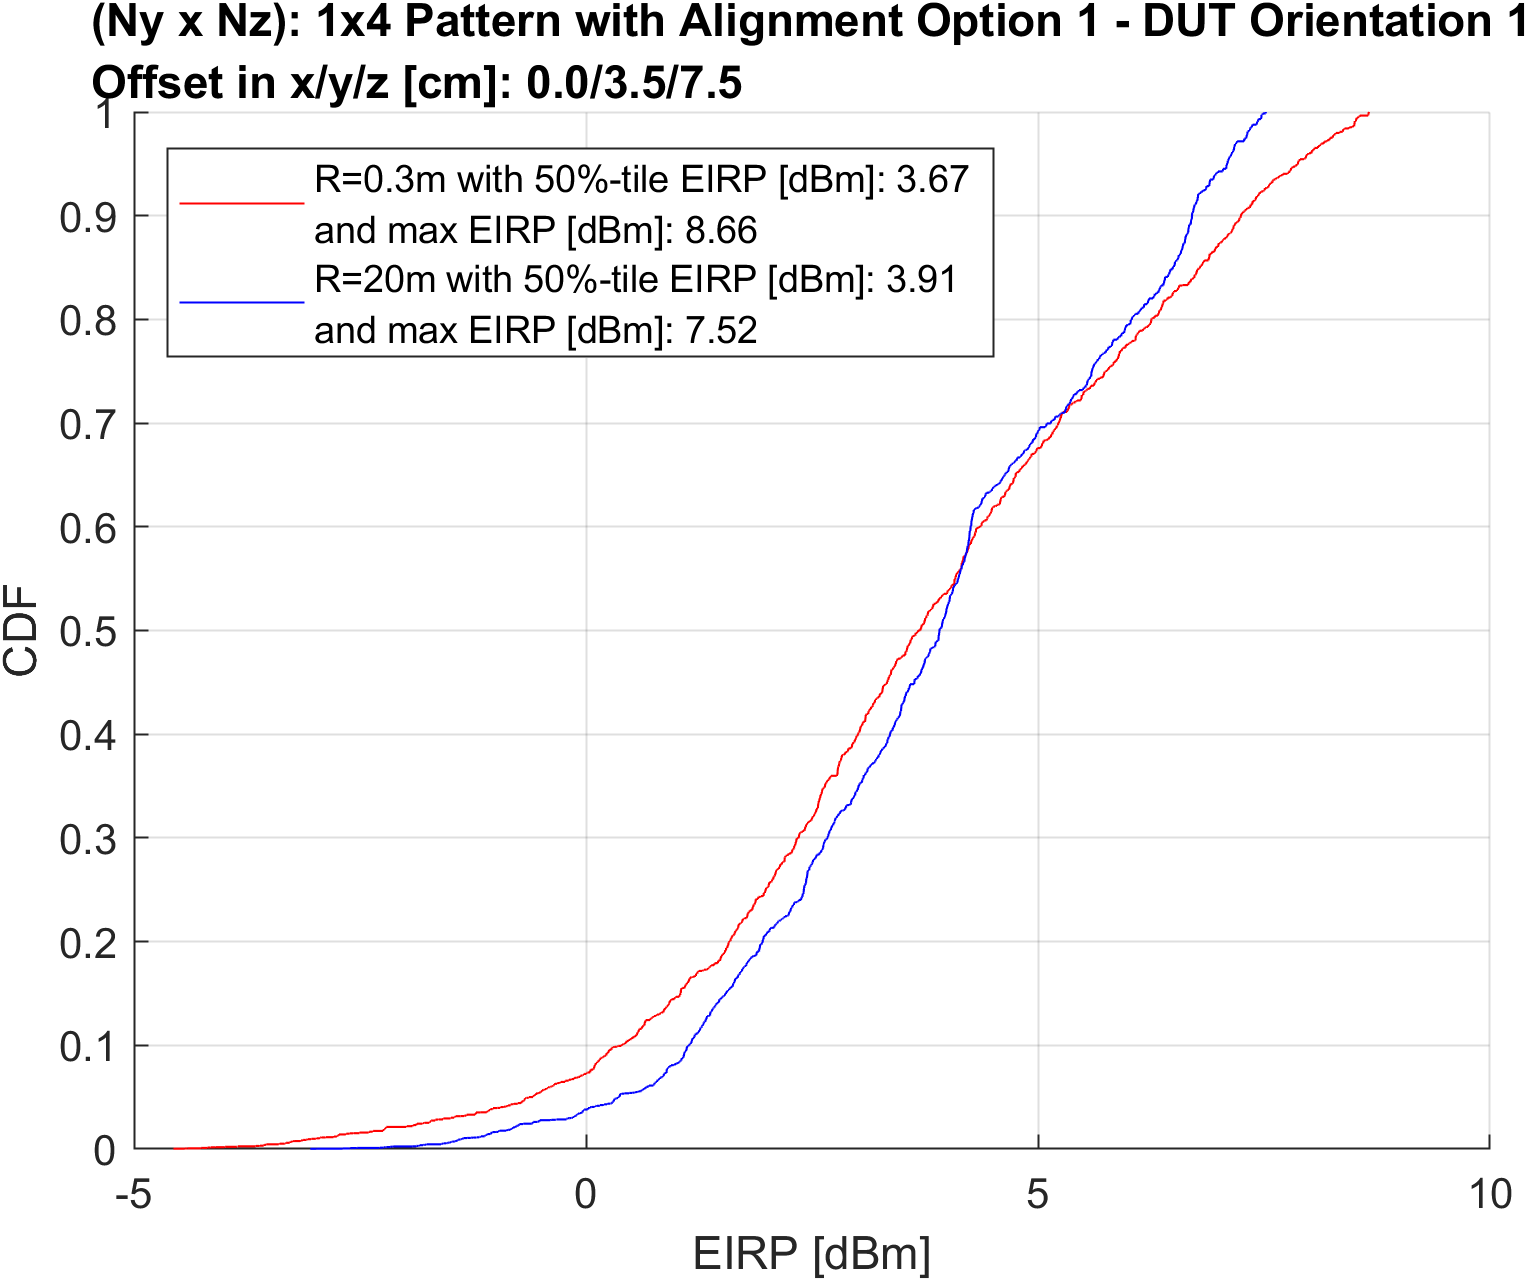 (Ny x Nz): 1x4 Pattern with Alignment Option 1 - DUT Orientation 1
Offset in x/y/z [cm]: 0.0/3.5/7.5
R=0.3m with 50%-tile EIRP [dBm]: 3.67
and max EIRP [dBm]: 8.66
R=20m with 50%-tile EIRP [dBm]: 3.91
and max EIRP [dBm]: 7.52
1
0.9
0.8
0.7
0.6
0.5
0.4
0.3
0.2
0.1
0
CDF
-5
0
5
10
EIRP [dBm]